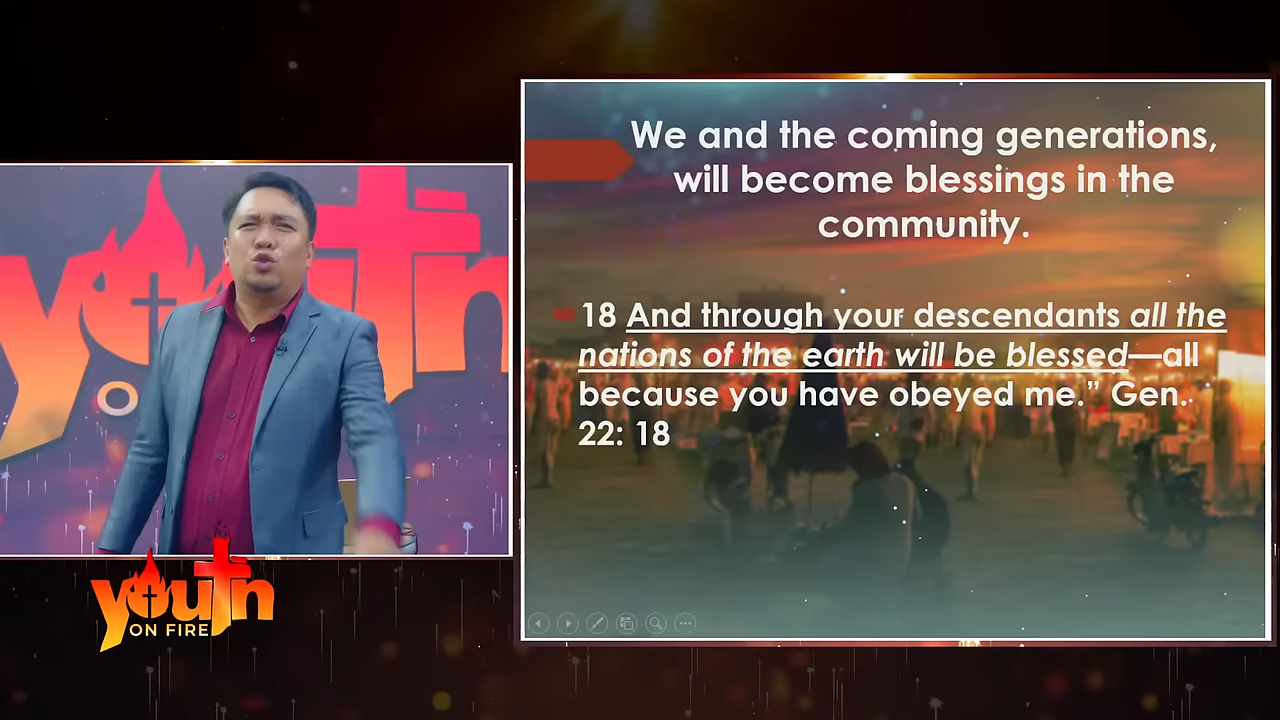 We and the coming generations,
will become blessings in the
community.
18 And through your descendants all the
nations of the earth will be blessed—all
because you have obeyed me.” Gen.
22: 18
youth
O
youth
ON FIRE